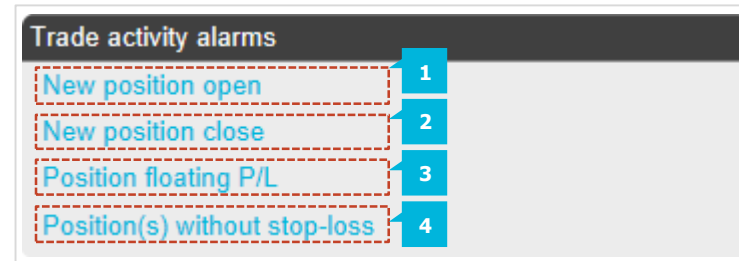 Trade activity alarms
New position open 1
New position close 2
Position floating P/L 3
Position(s) without stop-loss 4